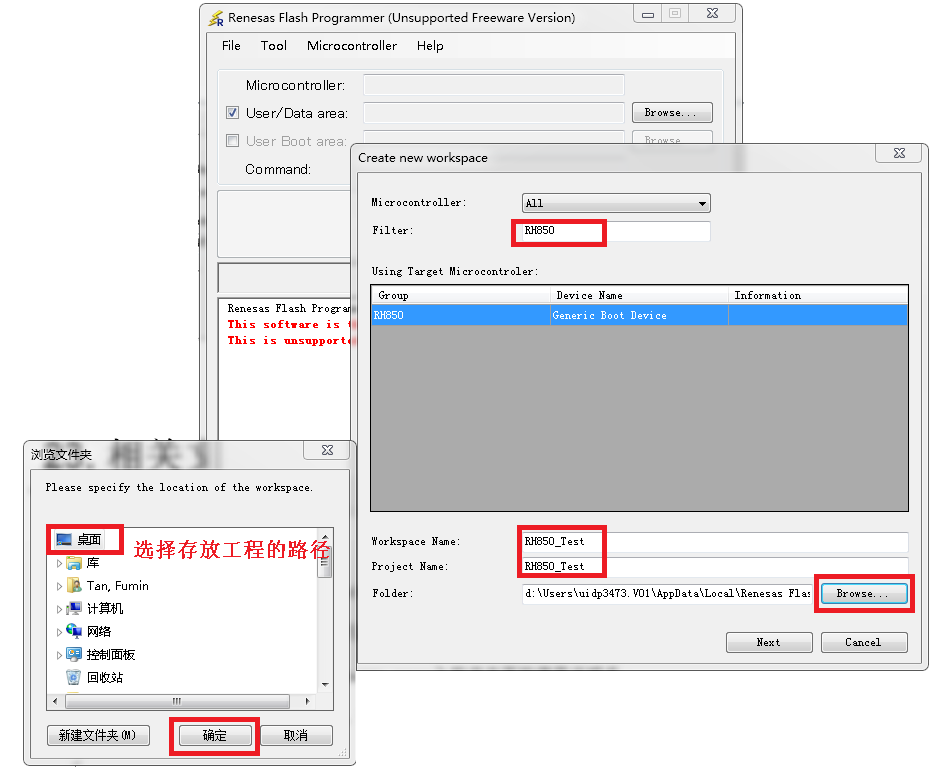 Renesas Flash Programmer (Unsupported Freeware Version)
File Tool Microcontroller Help
Microcontroller:
User/Data area:
Browse...
User Boot area:
Browse...
Command:
Renesas Flash Program
This software is
This is unsupporte
Create new workspace
Microcontroller: All
Filter: RH850
Using Target Microcontroler:
Group Device Name Information
RH850 Generic Boot Device
Workspace Name: RH850_Test
Project Name: RH850_Test
Folder: d:\Users\uidp3473.V01\AppData\Local\Renesas Flas Browse...
Next Cancel
浏览文件夹
Please specify the location of the workspace.
桌面
选择存放工程的路径
库
Tan, Fumin
计算机
网络
控制面板
回收站
新建文件夹(M) 确定 取消